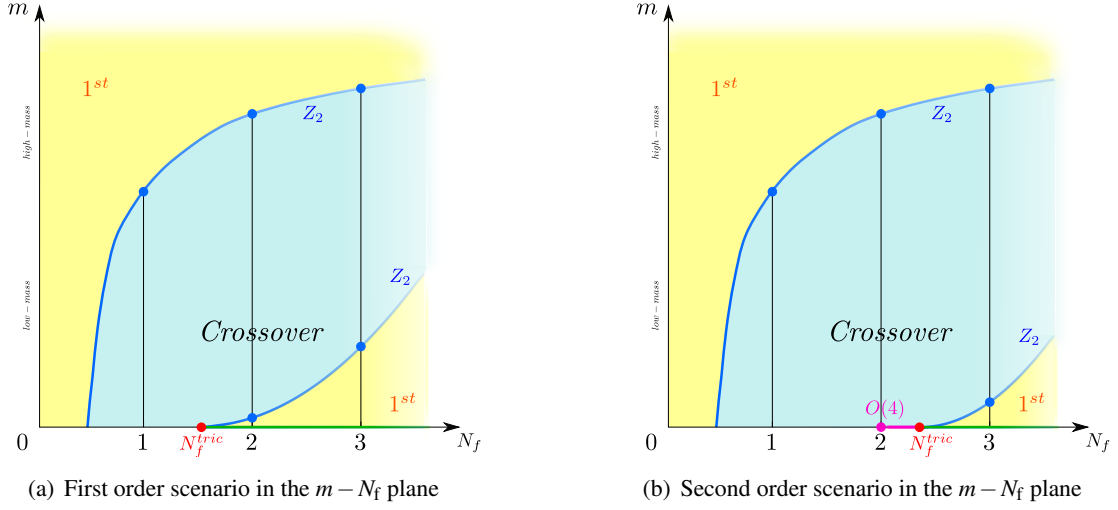 m
1^{st}
Z_2
high-mass
low-mass
Z_2
Crossover
1^{st}
0
1
N_f^{tric}
2
3
N_f
(a) First order scenario in the m−N_f plane
m
1^{st}
Z_2
high-mass
low-mass
Z_2
Crossover
O(4)
1^{st}
0
1
2
N_f^{tric}
3
N_f
(b) Second order scenario in the m−N_f plane